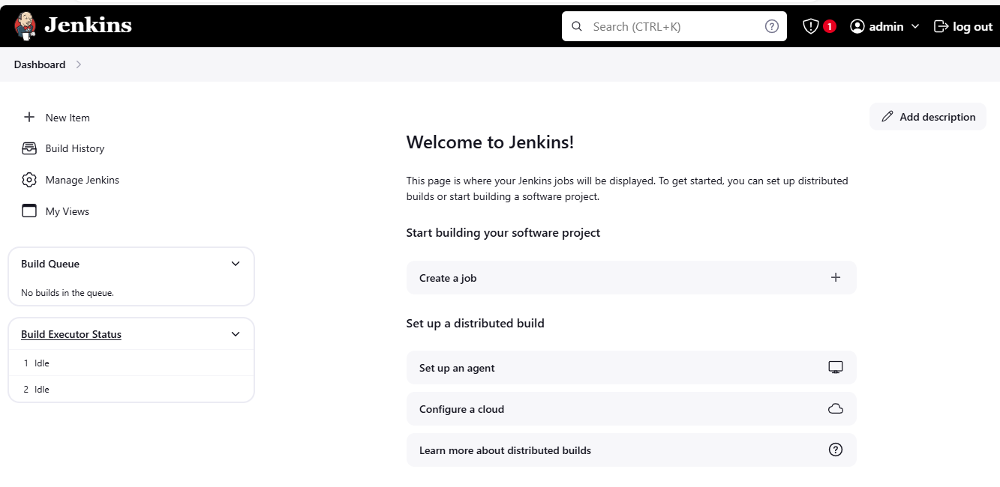 Jenkins
Search (CTRL+K)
1
admin
log out
Dashboard
New Item
Build History
Manage Jenkins
My Views
Build Queue
No builds in the queue.
Build Executor Status
1 Idle
2 Idle
Add description
Welcome to Jenkins!
This page is where your Jenkins jobs will be displayed. To get started, you can set up distributed
builds or start building a software project.
Start building your software project
Create a job
Set up a distributed build
Set up an agent
Configure a cloud
Learn more about distributed builds